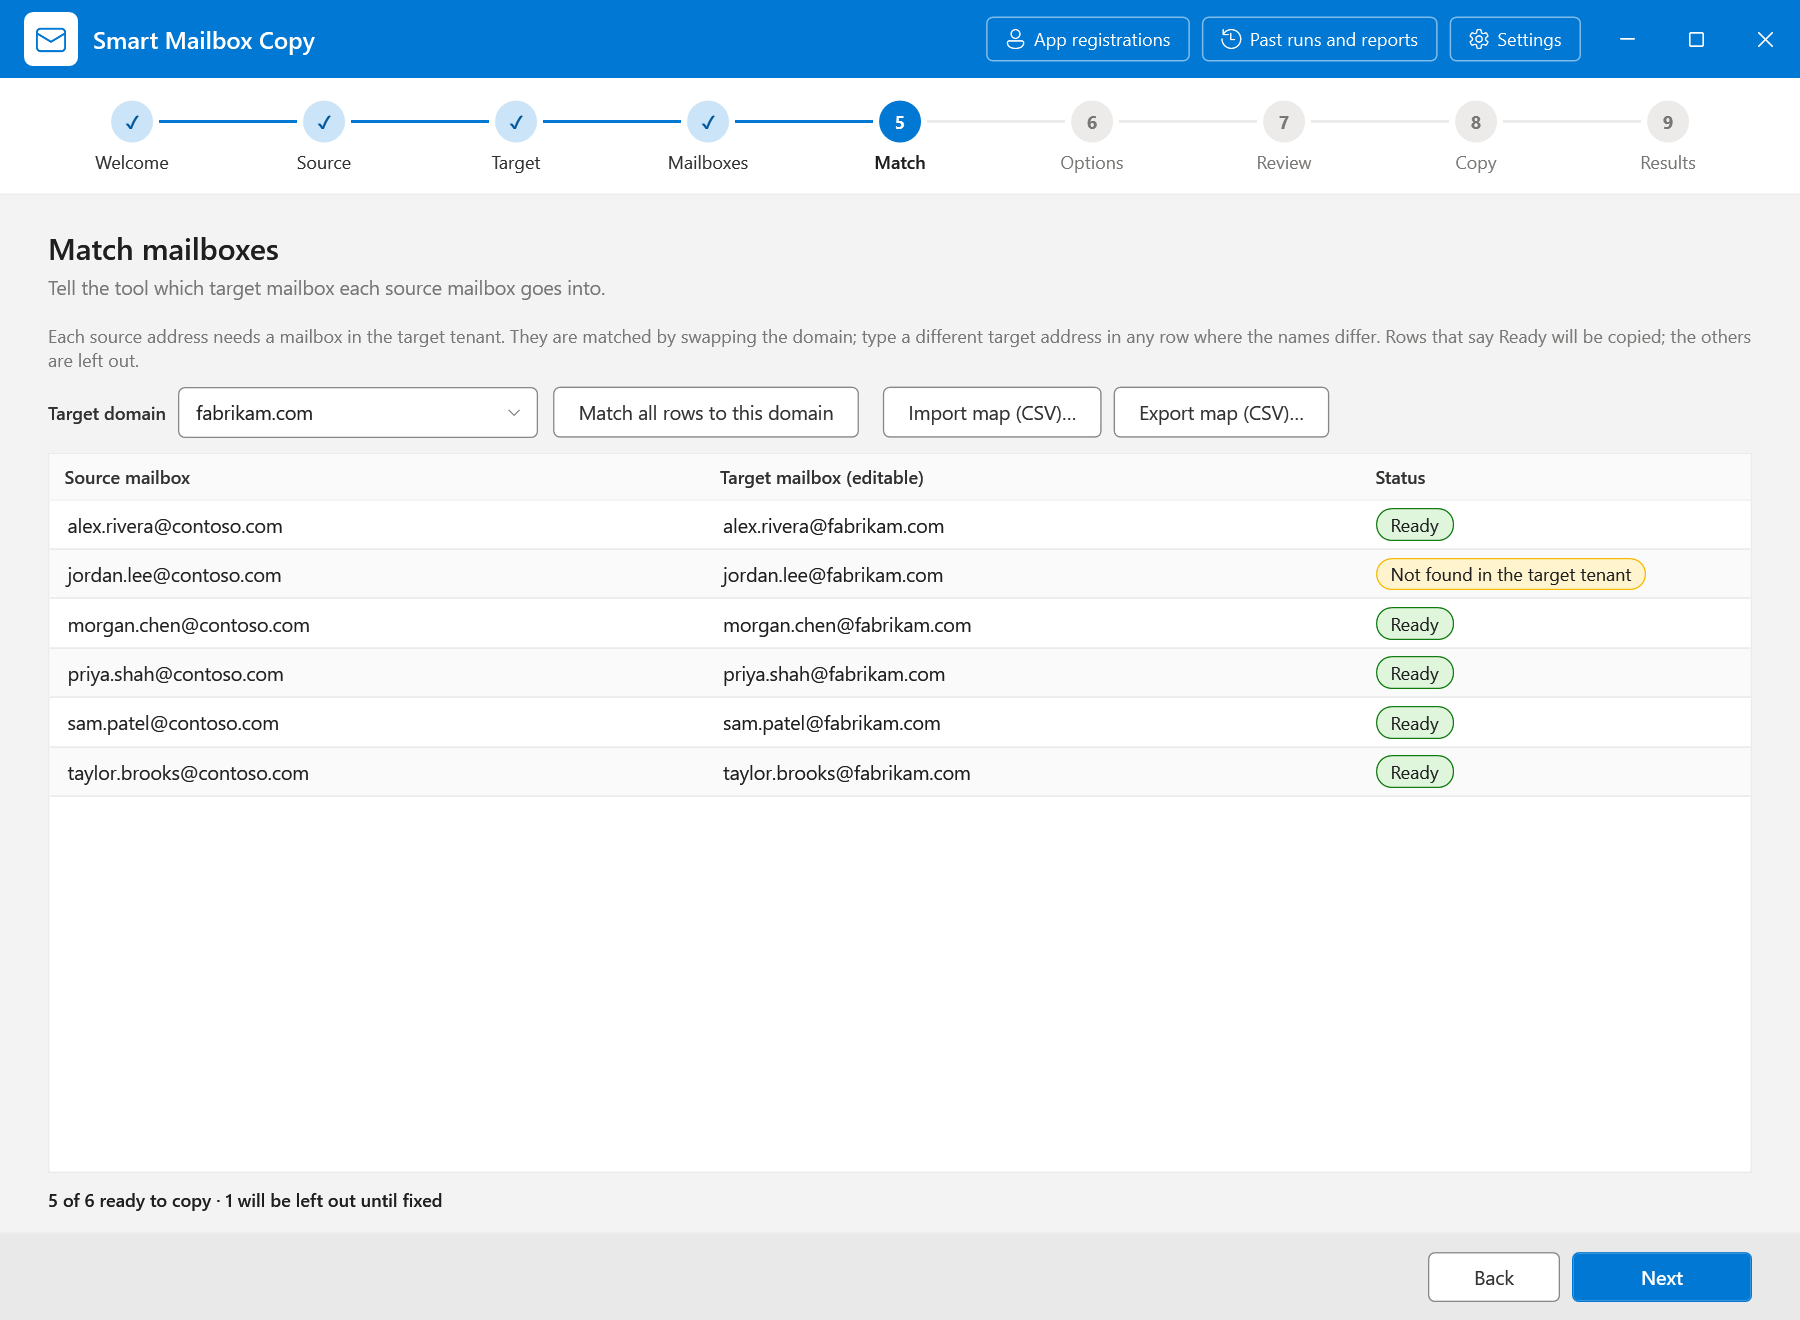 Smart Mailbox Copy
App registrations
Past runs and reports
Settings
Welcome
Source
Target
Mailboxes
5
Match
6
Options
7
Review
8
Copy
9
Results
Match mailboxes
Tell the tool which target mailbox each source mailbox goes into.
Each source address needs a mailbox in the target tenant. They are matched by swapping the domain; type a different target address in any row where the names differ. Rows that say Ready will be copied; the others
are left out.
Target domain
fabrikam.com
Match all rows to this domain
Import map (CSV)...
Export map (CSV)...
Source mailbox Target mailbox (editable) Status
alex.rivera@contoso.com alex.rivera@fabrikam.com Ready
jordan.lee@contoso.com jordan.lee@fabrikam.com Not found in the target tenant
morgan.chen@contoso.com morgan.chen@fabrikam.com Ready
priya.shah@contoso.com priya.shah@fabrikam.com Ready
sam.patel@contoso.com sam.patel@fabrikam.com Ready
taylor.brooks@contoso.com taylor.brooks@fabrikam.com Ready
5 of 6 ready to copy · 1 will be left out until fixed
Back
Next